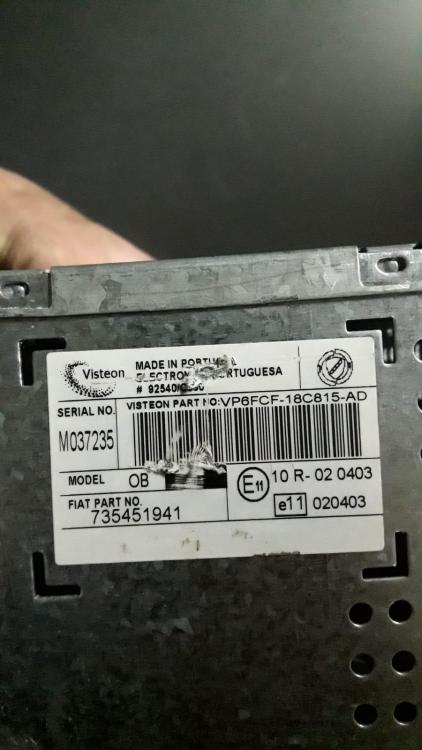 Visteon
MADE IN PORTUGAL
ELECTRONICA PORTUGUESA
SERIAL NO.
M037235
VISTEON PART NO:VP6FCF-18C815-AD
MODEL OB
FIAT PART NO.
735451941
E11 10 R- 02 0403
e11 020403